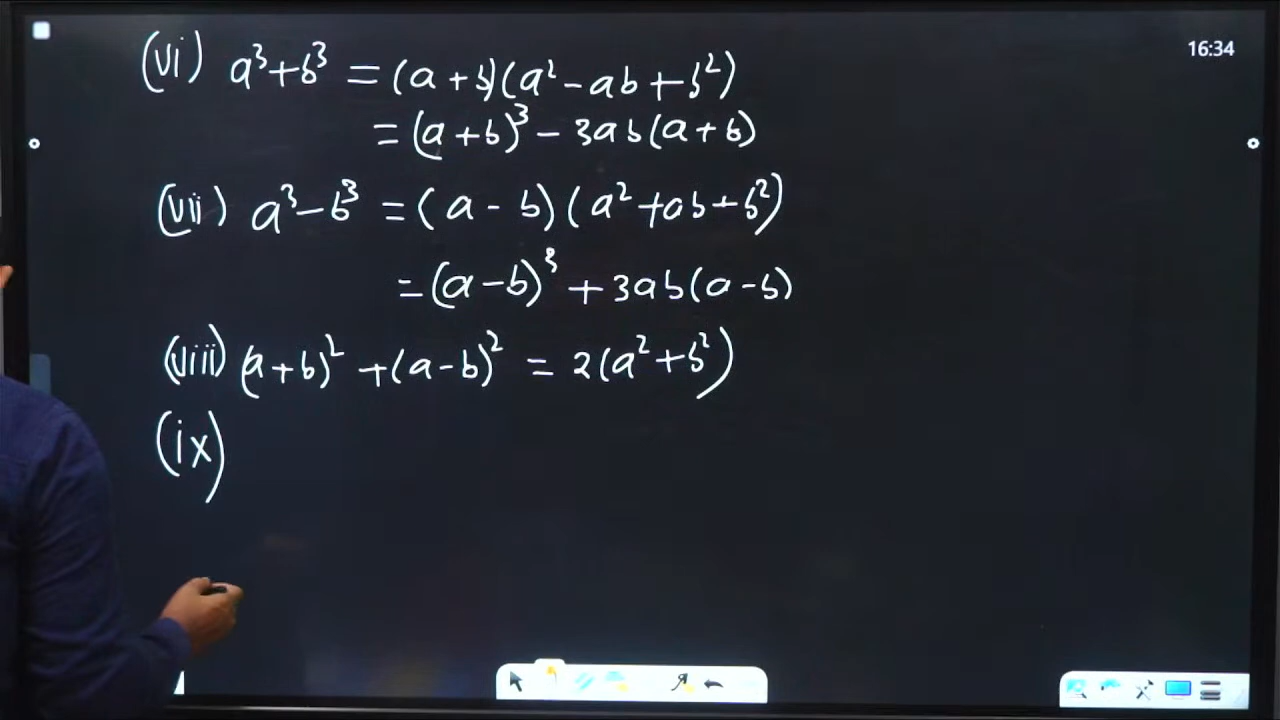 16:34
(vi) a³+b³ = (a+b)(a²-ab+b²)
= (a+b)³ - 3ab(a+b)
(vii) a³-b³ = (a-b)(a²+ab+b²)
= (a-b)³ + 3ab(a-b)
(viii) (a+b)² + (a-b)² = 2(a²+b²)
(ix)